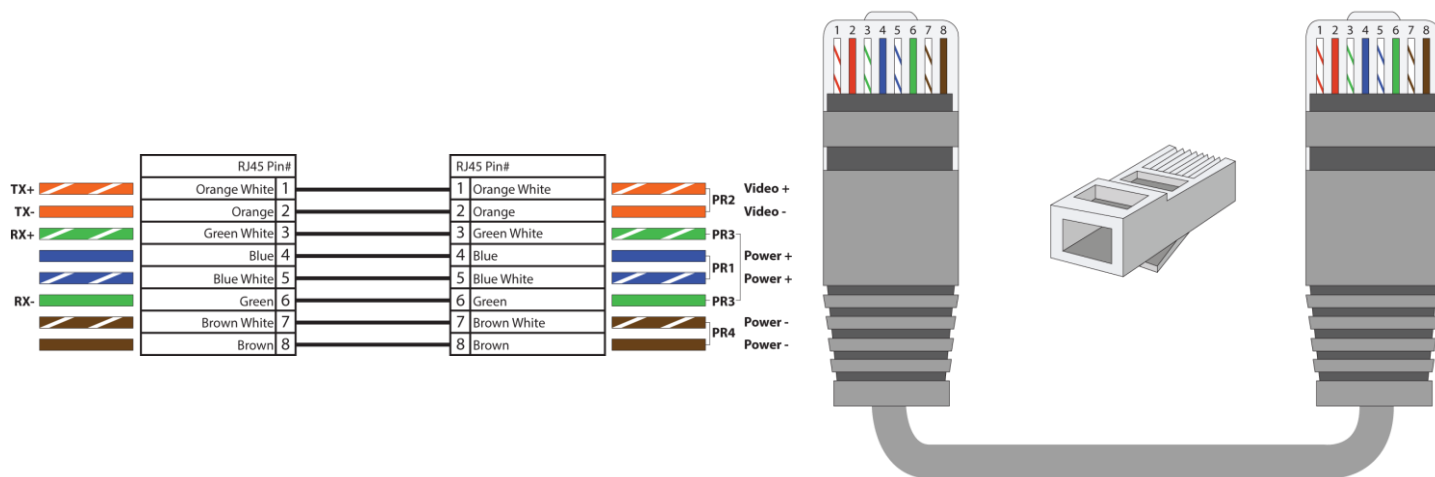 1 2 3 4 5 6 7 8
1 2 3 4 5 6 7 8
RJ45 Pin# RJ45 Pin#
TX+ Orange White 1 1 Orange White Video +
PR2
TX- Orange 2 2 Orange Video -
RX+ Green White 3 3 Green White PR3
Blue 4 4 Blue Power +
PR1
Blue White 5 5 Blue White Power +
RX- Green 6 6 Green PR3
Brown White 7 7 Brown White Power -
PR4
Brown 8 8 Brown Power -